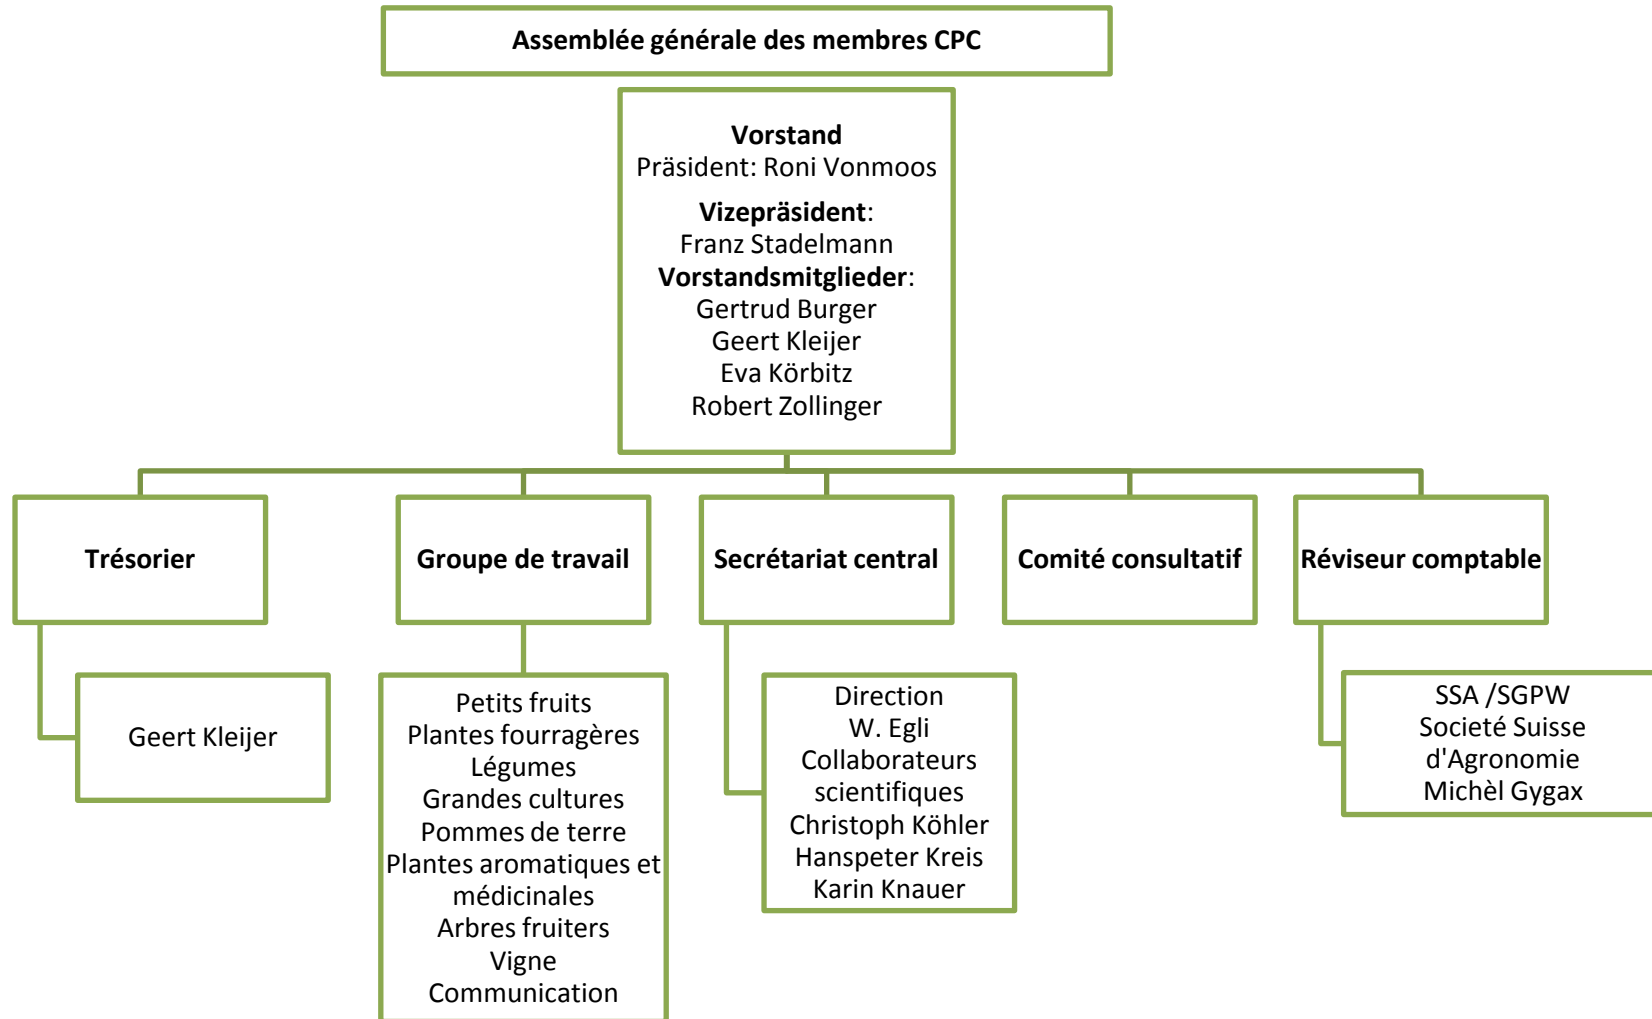 Assemblée générale des membres CPC
Vorstand
Präsident: Roni Vonmoos
Vizepräsident:
Franz Stadelmann
Vorstandsmitglieder:
Gertrud Burger
Geert Kleijer
Eva Körbitz
Robert Zollinger
Trésorier
Geert Kleijer
Groupe de travail
Petits fruits
Plantes fourragères
Légumes
Grandes cultures
Pommes de terre
Plantes aromatiques et
médicinales
Arbres fruiters
Vigne
Communication
Secrétariat central
Direction
W. Egli
Collaborateurs
scientifiques
Christoph Köhler
Hanspeter Kreis
Karin Knauer
Comité consultatif
Réviseur comptable
SSA /SGPW
Societé Suisse
d'Agronomie
Michèl Gygax